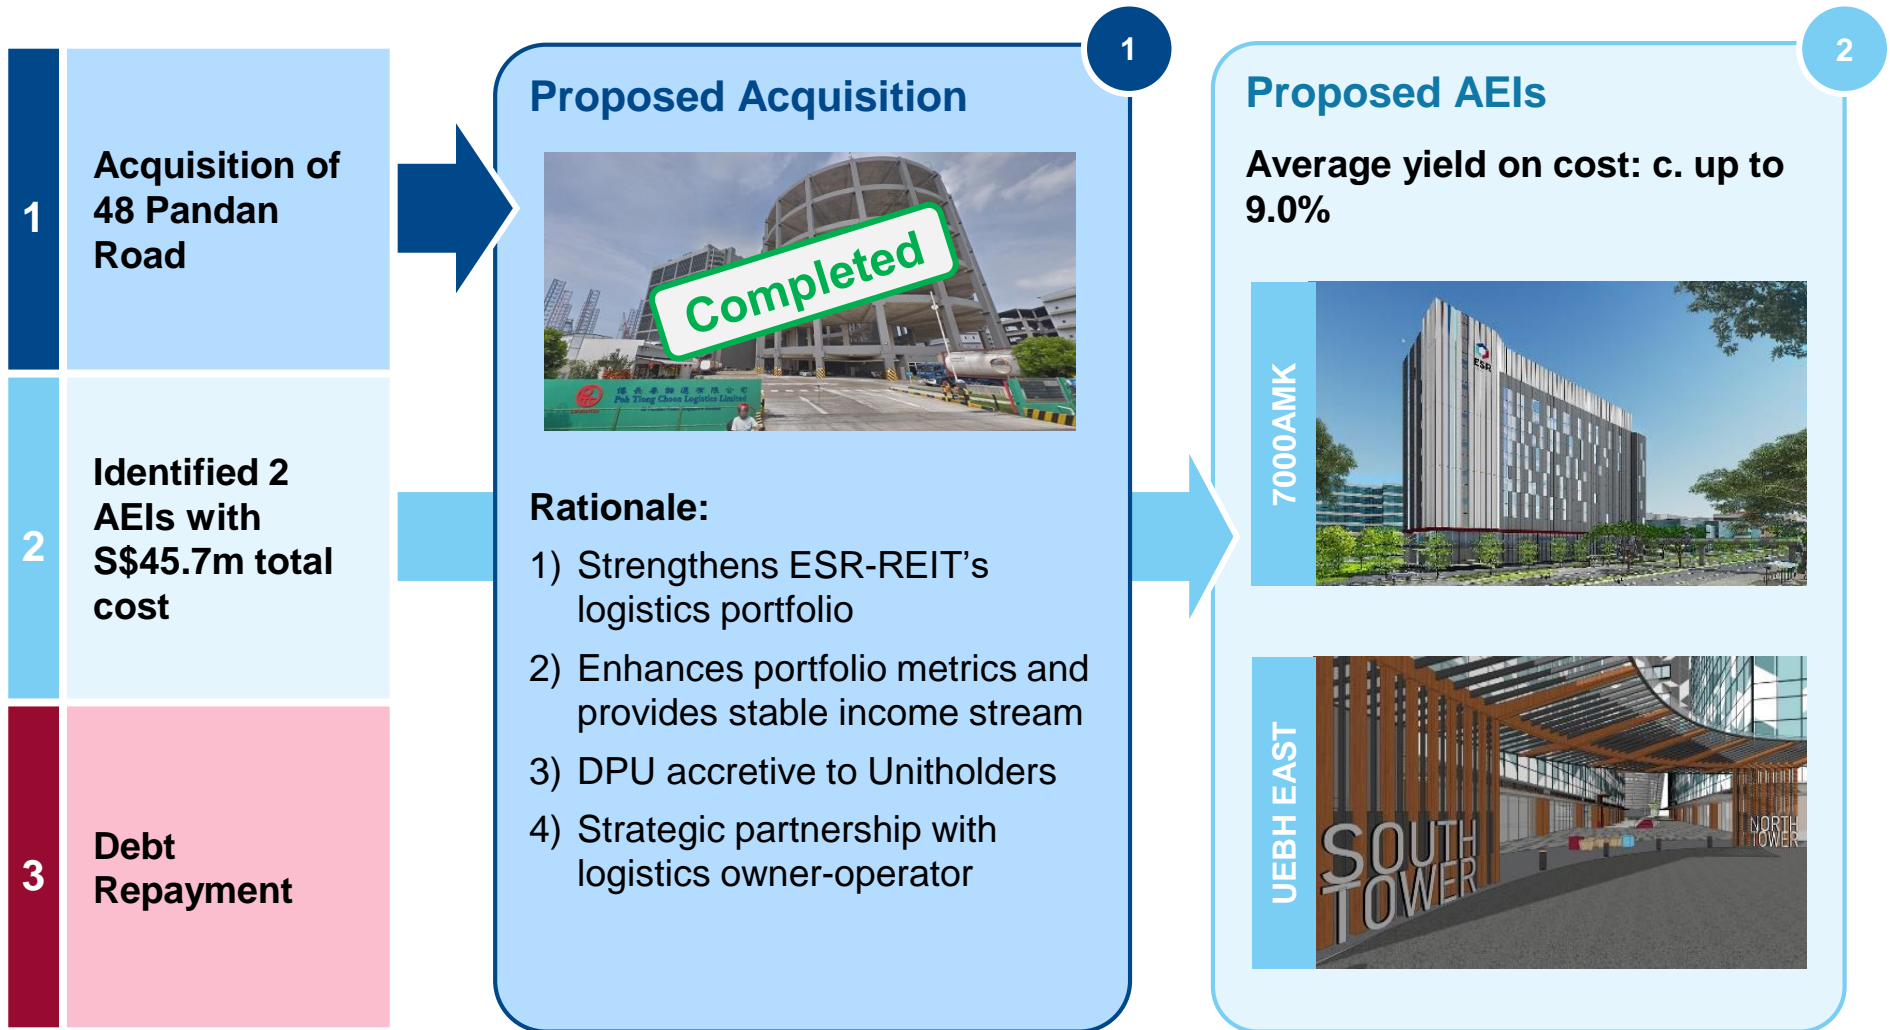 1
Acquisition of
48 Pandan
Road
2
Identified 2
AEIs with
S$45.7m total
cost
3
Debt
Repayment
1
Proposed Acquisition
Completed
Poh Tiong Choon Logistics Limited
Rationale:
1) Strengthens ESR-REIT’s
logistics portfolio
2) Enhances portfolio metrics and
provides stable income stream
3) DPU accretive to Unitholders
4) Strategic partnership with
logistics owner-operator
2
Proposed AEIs
Average yield on cost: c. up to
9.0%
7000AMK
ESR
UEBH EAST
SOUTH
TOWER
NORTH
TOWER